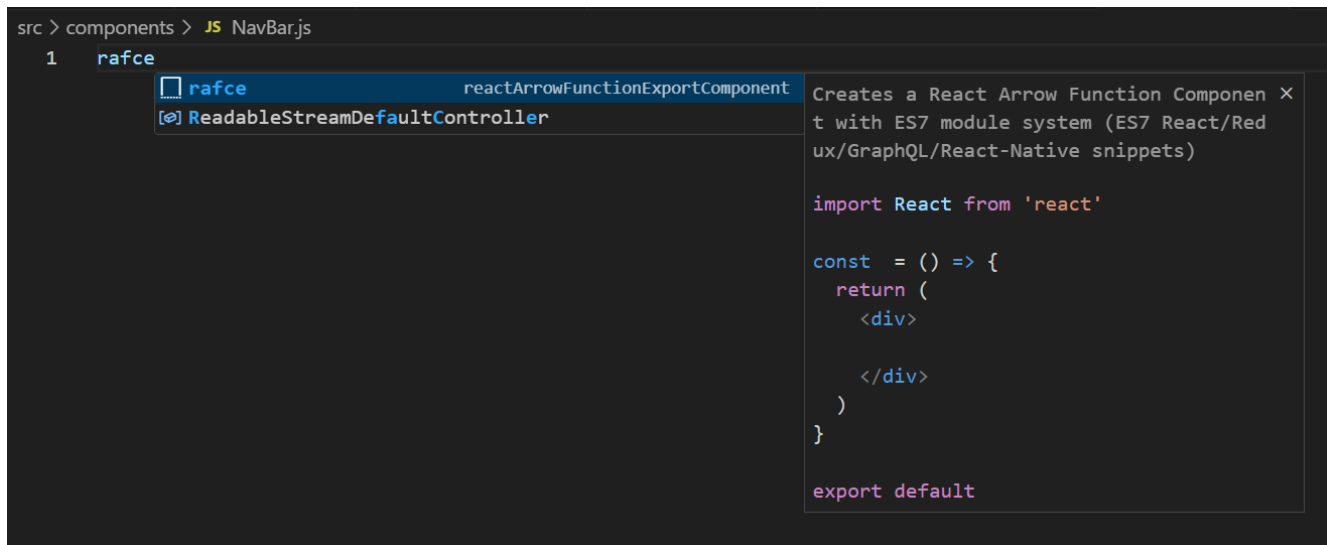 src > components > JS NavBar.js
1 rafce
rafce reactArrowFunctionExportComponent
ReadableStreamDefaultController
Creates a React Arrow Function Componen ×
t with ES7 module system (ES7 React/Red
ux/GraphQL/React-Native snippets)
import React from 'react'
const  = () => {
  return (
    <div>
    </div>
  )
}
export default